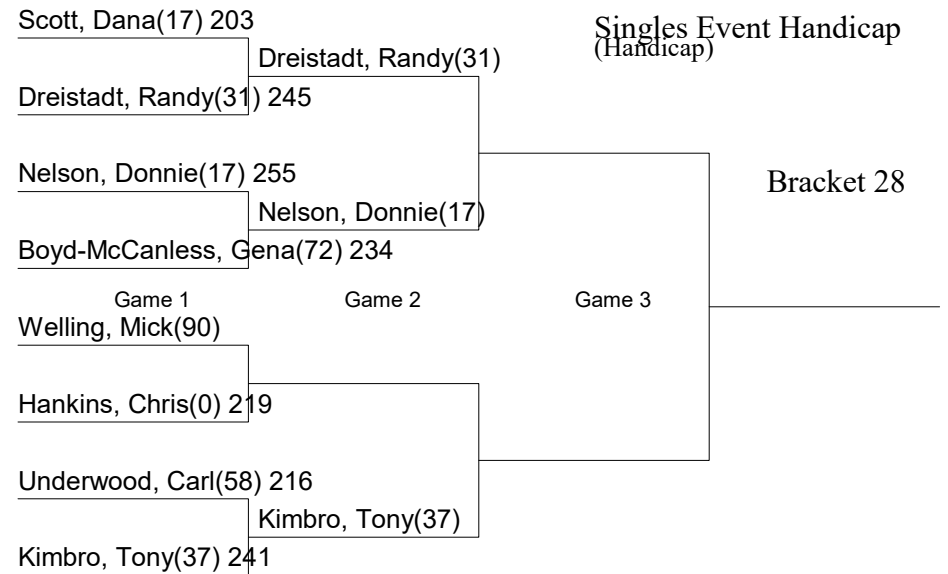 Scott, Dana(17) 203
Singles Event Handicap
(Handicap)
Dreistadt, Randy(31)
Dreistadt, Randy(31) 245
Nelson, Donnie(17) 255
Bracket 28
Nelson, Donnie(17)
Boyd-McCanless, Gena(72) 234
Game 1 Game 2 Game 3
Welling, Mick(90)
Hankins, Chris(0) 219
Underwood, Carl(58) 216
Kimbro, Tony(37)
Kimbro, Tony(37) 241